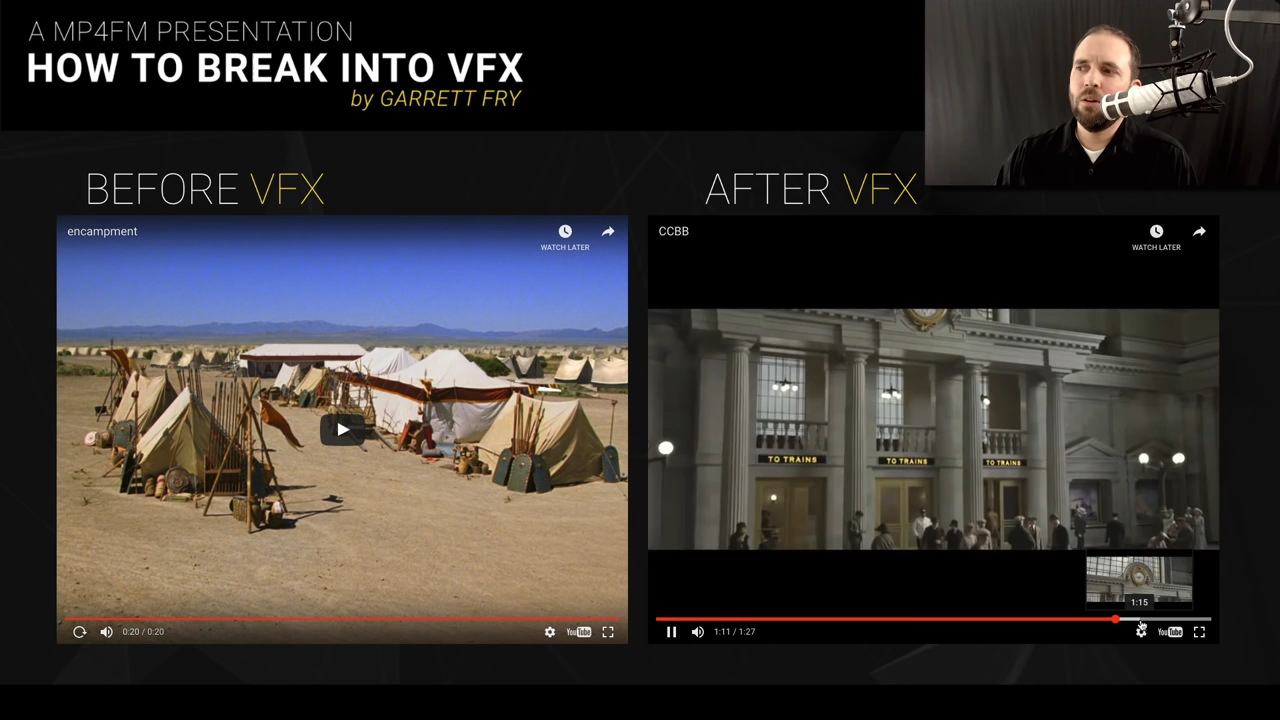 A MP4FM PRESENTATION
HOW TO BREAK INTO VFX
by GARRETT FRY
BEFORE VFX
AFTER VFX
encampment
WATCH LATER
CCBB
WATCH LATER
TO TRAINS
TO TRAINS
TO TRAINS
1:15
0:20 / 0:20
YouTube
1:11 / 1:27
YouTube